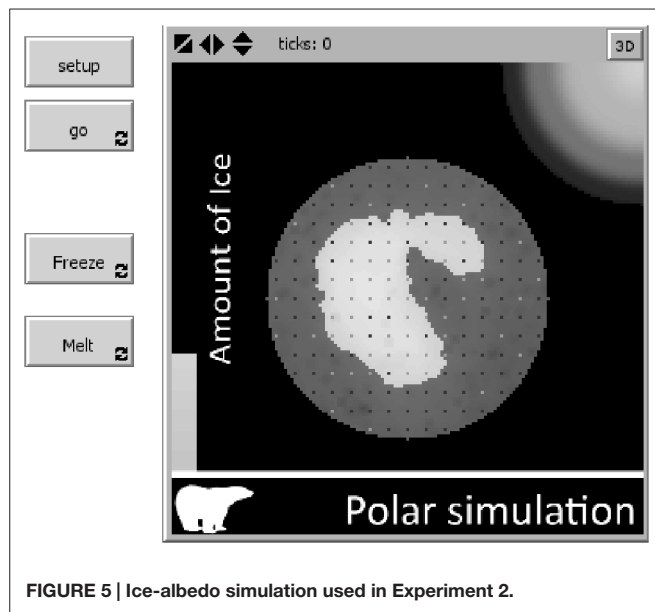 setup
go
Freeze
Melt
ticks: 0
3D
Amount of Ice
Polar simulation
FIGURE 5 | Ice-albedo simulation used in Experiment 2.